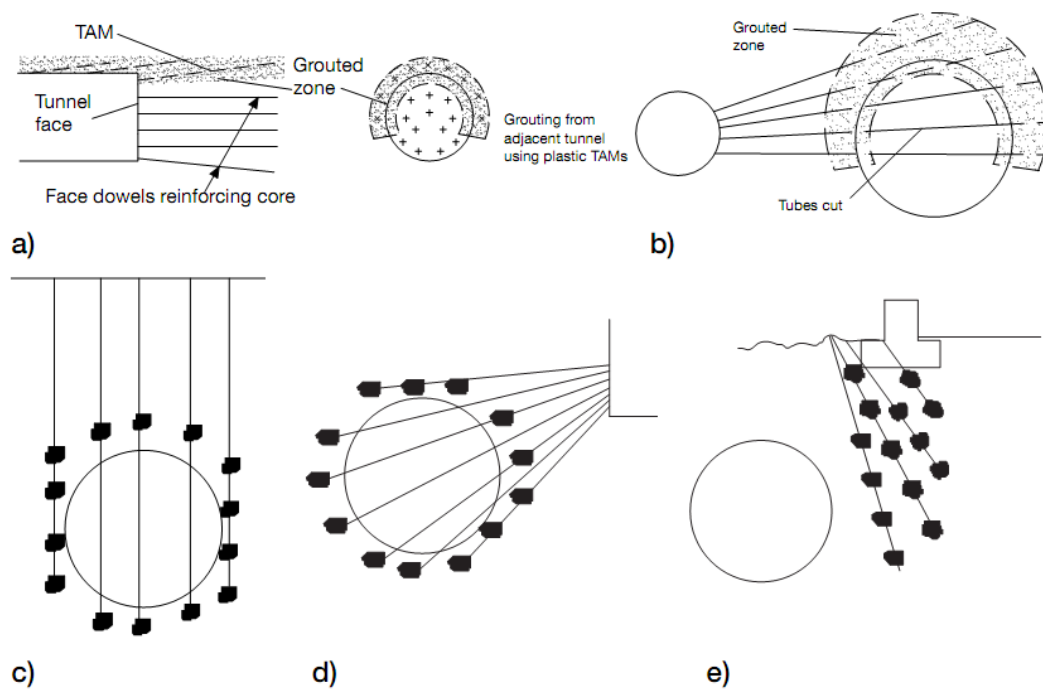 TAM
Grouted
zone
Tunnel
face
Face dowels reinforcing core
Grouting from
adjacent tunnel
using plastic TAMs
a)
Grouted
zone
Tubes cut
b)
c)
d)
e)